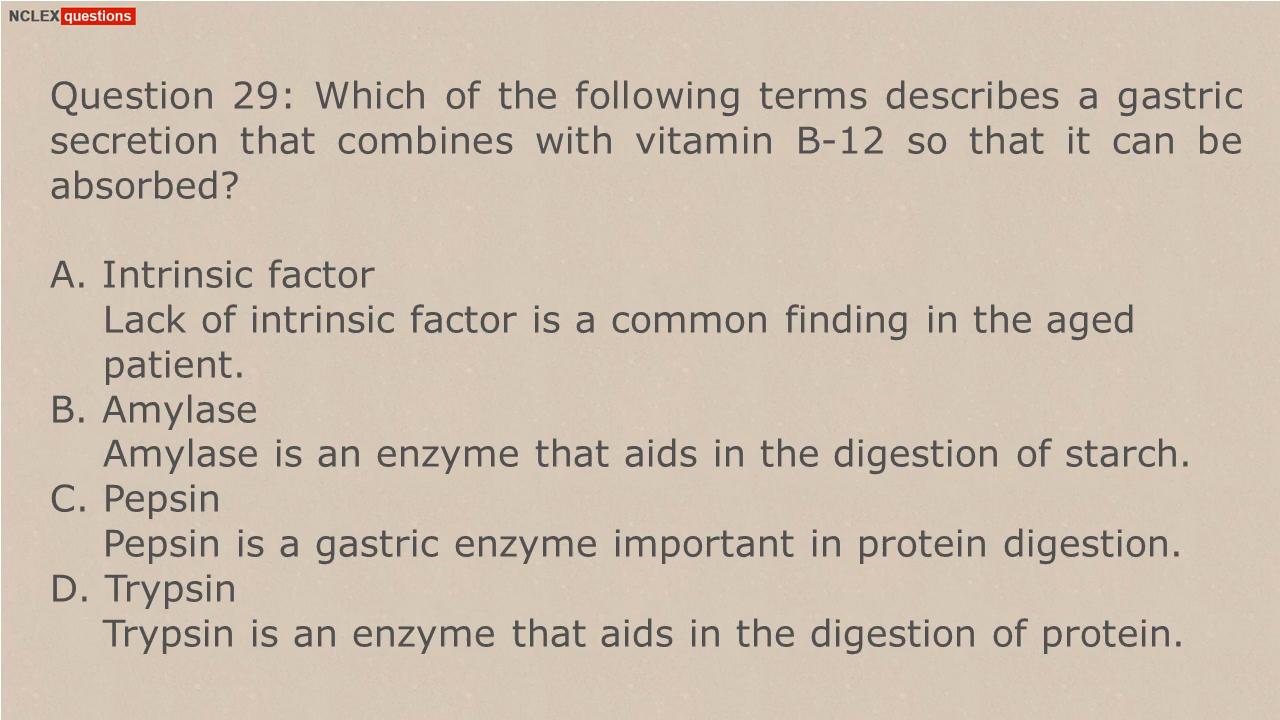 NCLEX questions
Question 29: Which of the following terms describes a gastric
secretion that combines with vitamin B-12 so that it can be
absorbed?
A. Intrinsic factor
Lack of intrinsic factor is a common finding in the aged
patient.
B. Amylase
Amylase is an enzyme that aids in the digestion of starch.
C. Pepsin
Pepsin is a gastric enzyme important in protein digestion.
D. Trypsin
Trypsin is an enzyme that aids in the digestion of protein.